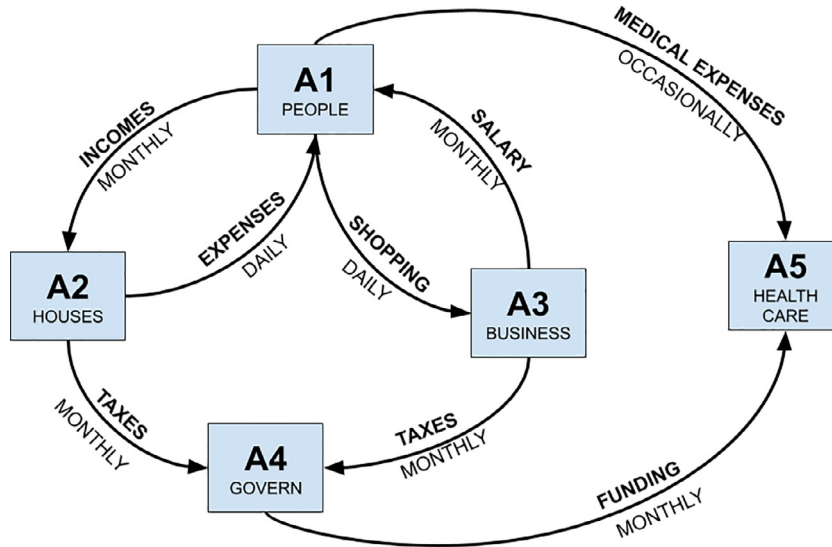 A1
PEOPLE
MEDICAL EXPENSES
OCCASIONALLY
INCOMES
MONTHLY
SALARY
MONTHLY
EXPENSES
DAILY
SHOPPING
DAILY
A2
HOUSES
A3
BUSINESS
A5
HEALTH
CARE
TAXES
MONTHLY
A4
GOVERN
TAXES
MONTHLY
FUNDING
MONTHLY